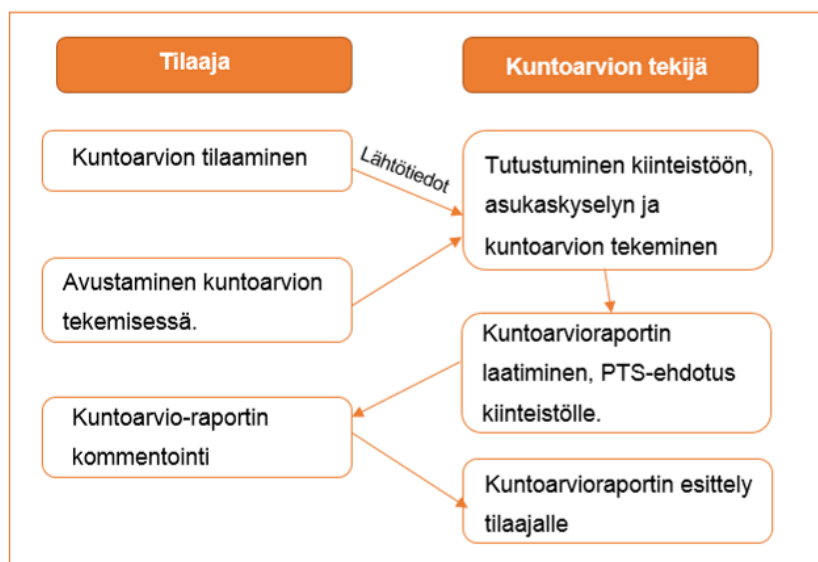 Tilaaja
Kuntoarvion tekijä
Kuntoarvion tilaaminen
Lähtötiedot
Tutustuminen kiinteistöön,
asukaskyselyn ja
kuntoarvion tekeminen
Avustaminen kuntoarvion
tekemisessä.
Kuntoarvioraportin
laatiminen, PTS-ehdotus
kiinteistölle.
Kuntoarvio-raportin
kommentointi
Kuntoarvioraportin esittely
tilaajalle